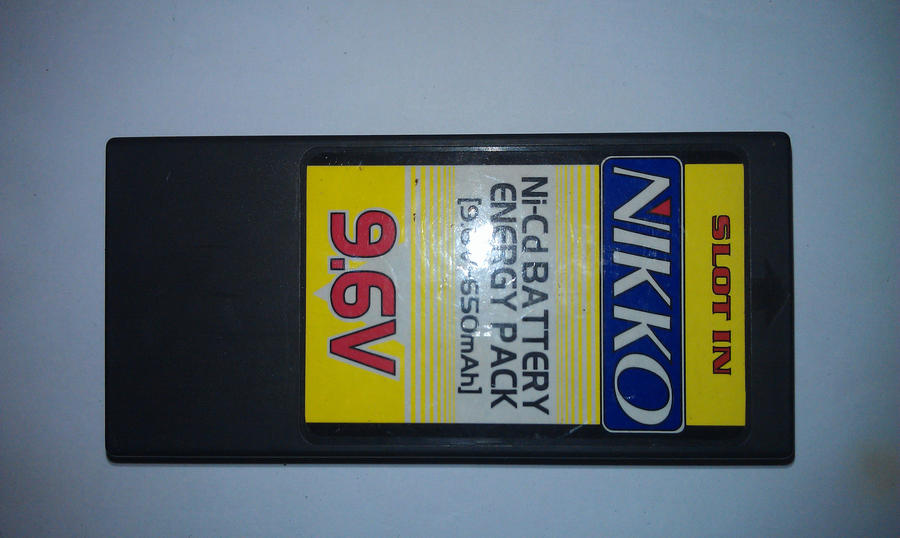 SLOT IN
NIKKO
Ni-Cd BATTERY
ENERGY PACK
[9.6V-650mAh]
9.6V